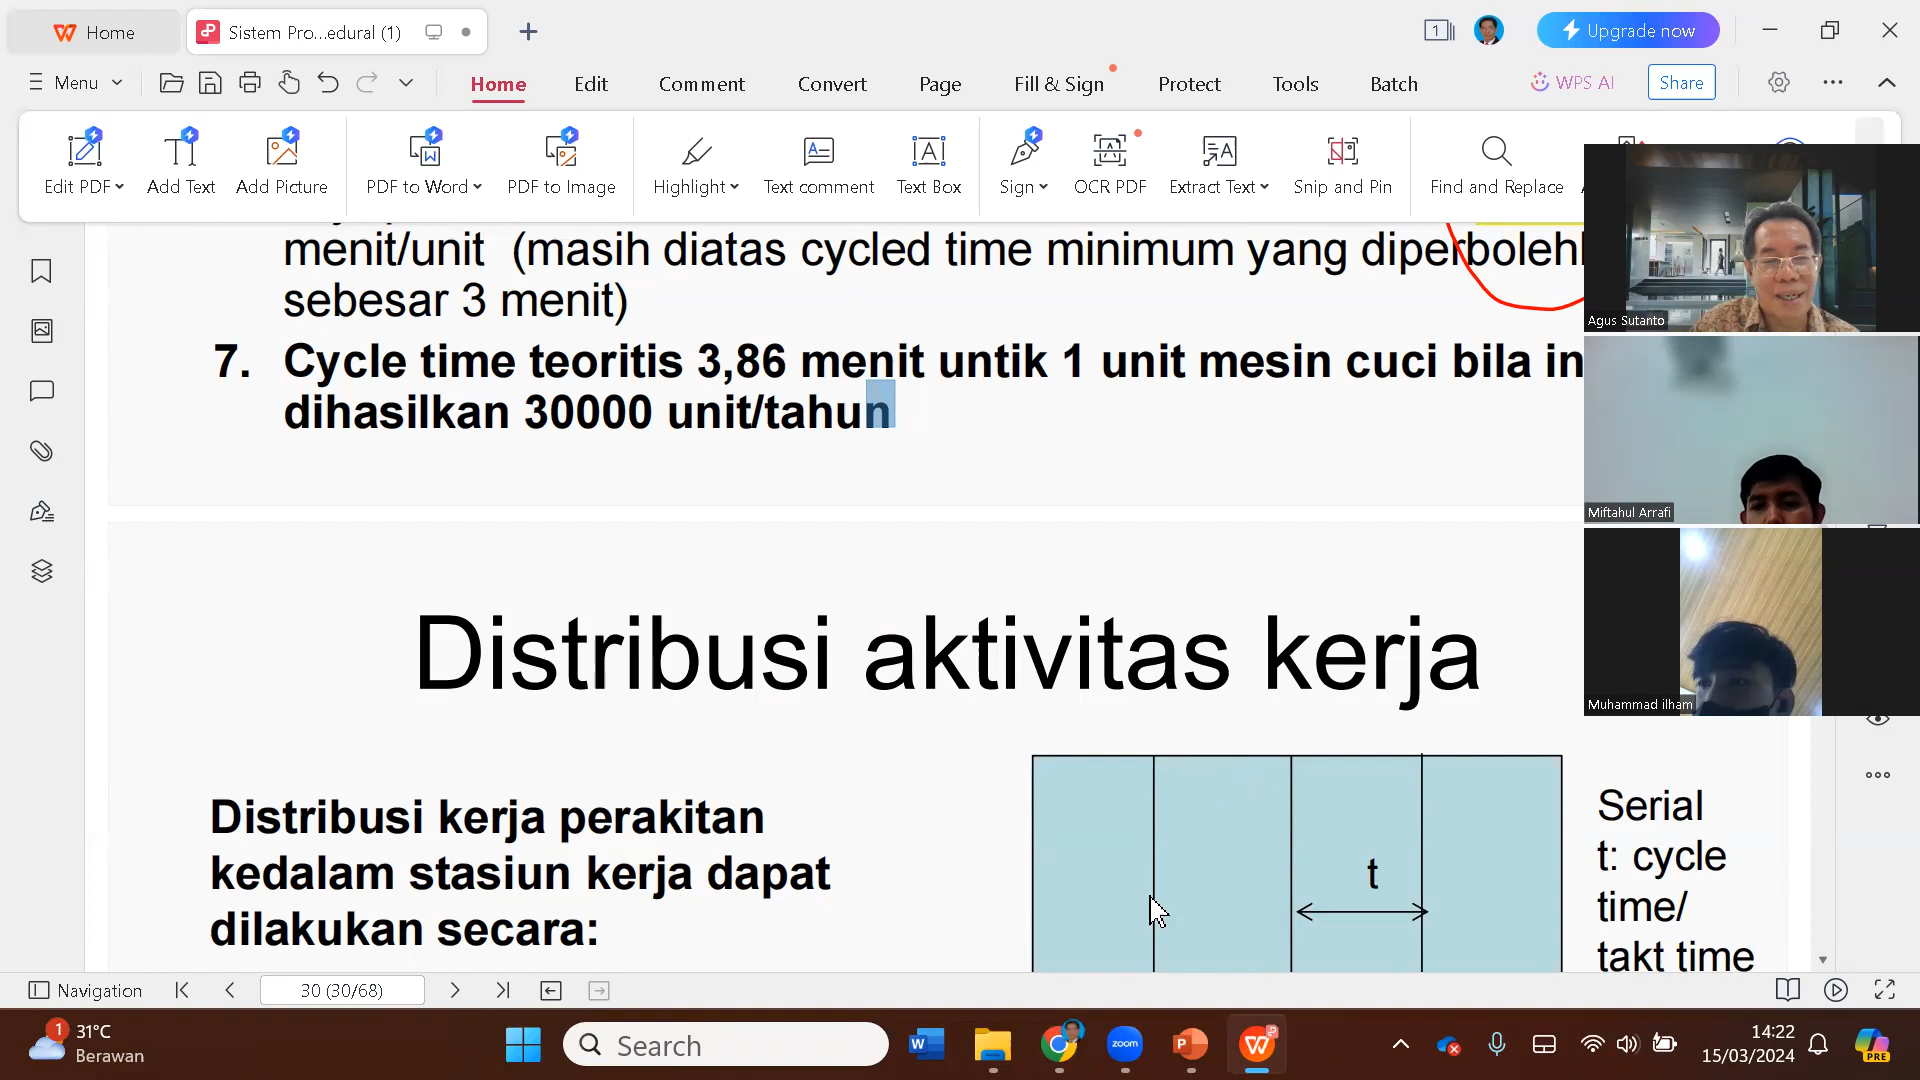 Home
Sistem Pro...edural (1)
1
Upgrade now
Menu
Home
Edit
Comment
Convert
Page
Fill & Sign
Protect
Tools
Batch
WPS AI
Share
Edit PDF
Add Text
Add Picture
PDF to Word
PDF to Image
Highlight
Text comment
Text Box
Sign
OCR PDF
Extract Text
Snip and Pin
Find and Replace
menit/unit (masih diatas cycled time minimum yang diperboleh
sebesar 3 menit)
7. Cycle time teoritis 3,86 menit untik 1 unit mesin cuci bila in
dihasilkan 30000 unit/tahun
Agus Sutanto
Miftahul Arrafi
Muhammad ilham
Distribusi aktivitas kerja
Distribusi kerja perakitan
kedalam stasiun kerja dapat
dilakukan secara:
t
Serial
t: cycle
time/
takt time
Navigation
30 (30/68)
1
31°C
Berawan
Search
zoom
14:22
15/03/2024
PRE